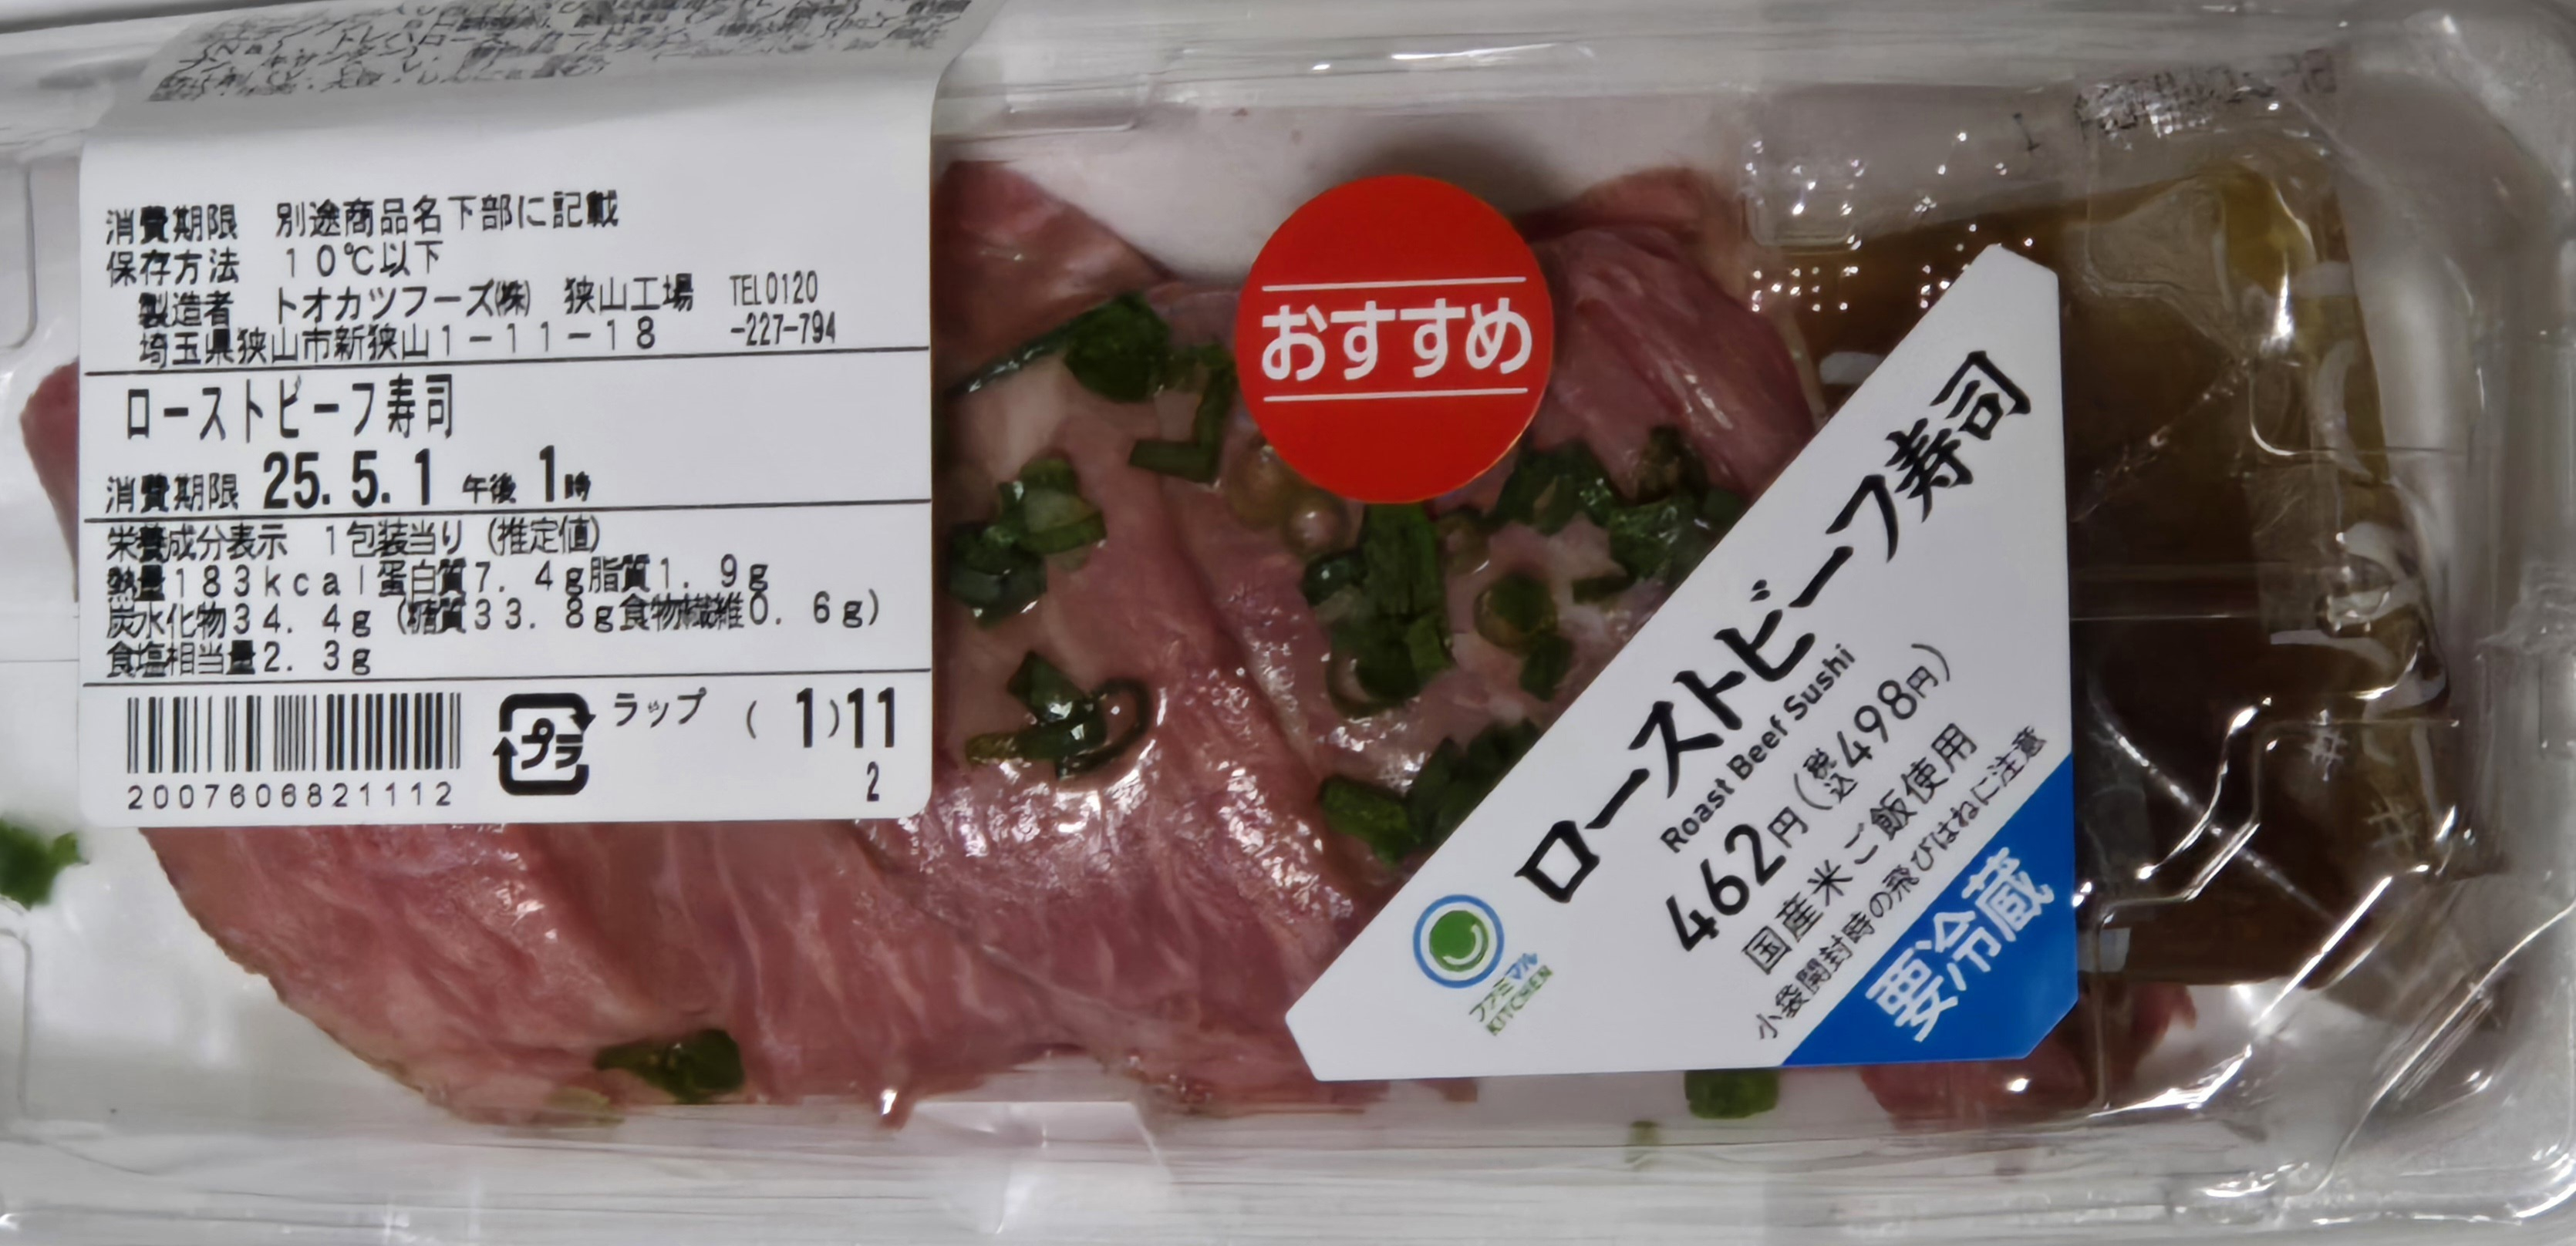 消費期限 別途商品名下部に記載
保存方法 10℃以下
製造者 トオカツフーズ㈱ 狭山工場 TEL0120
埼玉県狭山市新狭山1-11-18 -227-794
ローストビーフ寿司
消費期限 25.5.1 午後 1時
栄養成分表示 1包装当り(推定値)
熱量183kcal蛋白質7.4g脂質1.9g
炭水化物34.4g(糖質33.8g食物繊維0.6g)
食塩相当量2.3g
プラ ラップ (1)11
2
2007606821112
おすすめ
ローストビーフ寿司
Roast Beef Sushi
462円(税込498円)
国産米ご飯使用
小袋開封時の飛びはねに注意
要冷蔵
ファミマル
KITCHEN